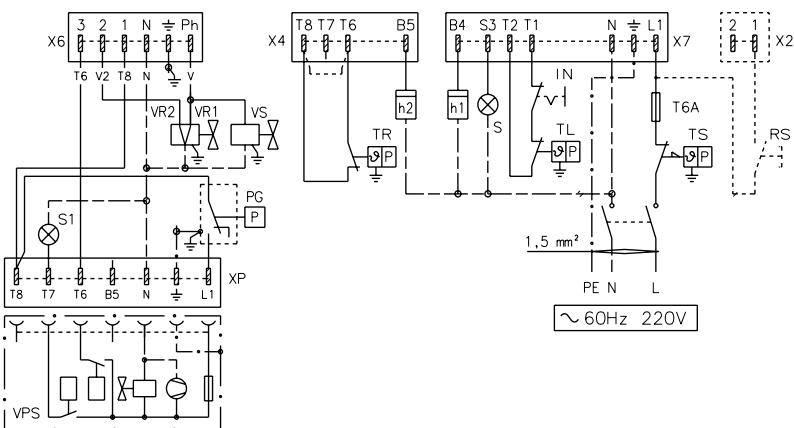 3 2 1 N Ph
X6
T6 V2 T8 N V
VR2 VR1 VS
PG
P
S1
XP
T8 T7 T6 B5 N L1
VPS
T8 T7 T6 B5
X4
h2
TR
ϑ P
B4 S3 T2 T1 N L1
X7
h1
S
IN
TL
ϑ P
T6A
TS
ϑ P
2 1
X2
RS
1,5 mm²
PE N L
~ 60Hz 220V